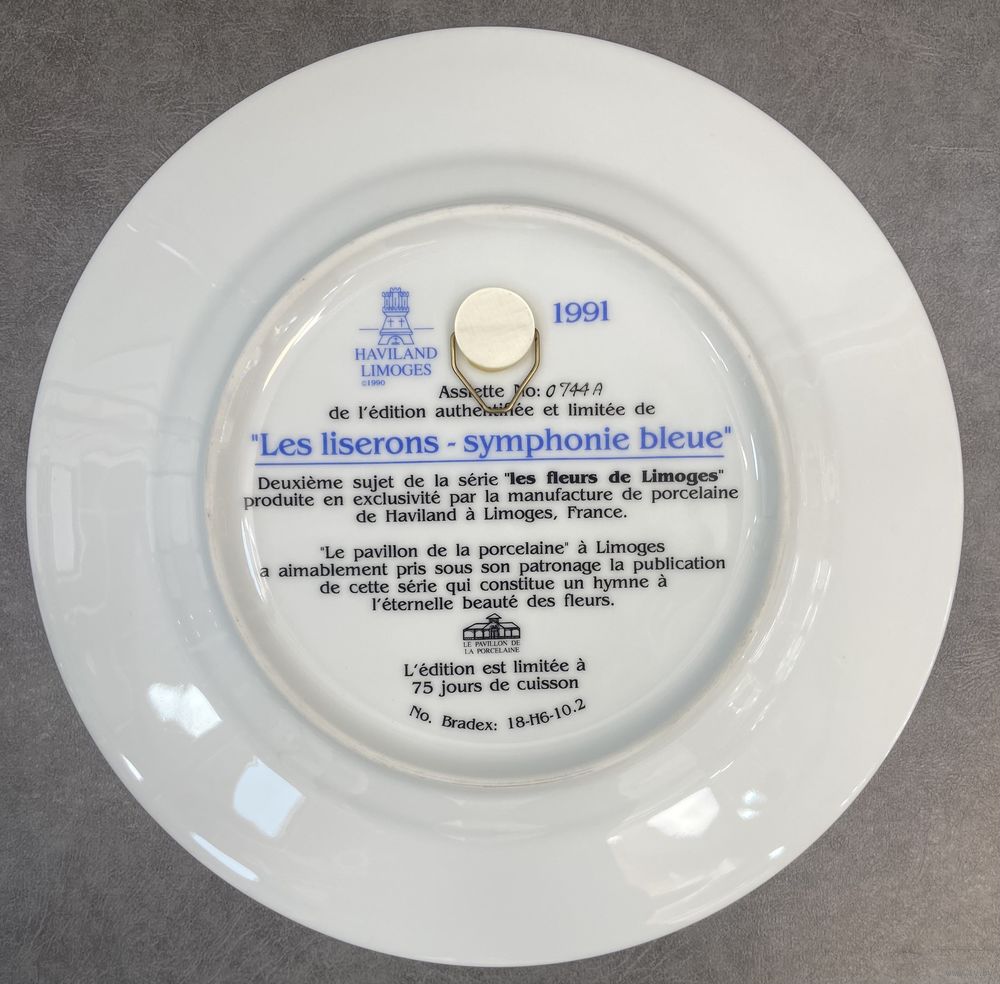 1991
HAVILAND
LIMOGES
©1990
Assiette No: 0744A
de l'édition authentifiée et limitée de
"Les liserons - symphonie bleue"
Deuxième sujet de la série "les fleurs de Limoges"
produite en exclusivité par la manufacture de porcelaine
de Haviland à Limoges, France.
"Le pavillon de la porcelaine" à Limoges
a aimablement pris sous son patronage la publication
de cette série qui constitue un hymne à
l'éternelle beauté des fleurs.
LE PAVILLON DE
LA PORCELAINE
L'édition est limitée à
75 jours de cuisson
No. Bradex: 18-H6-10.2